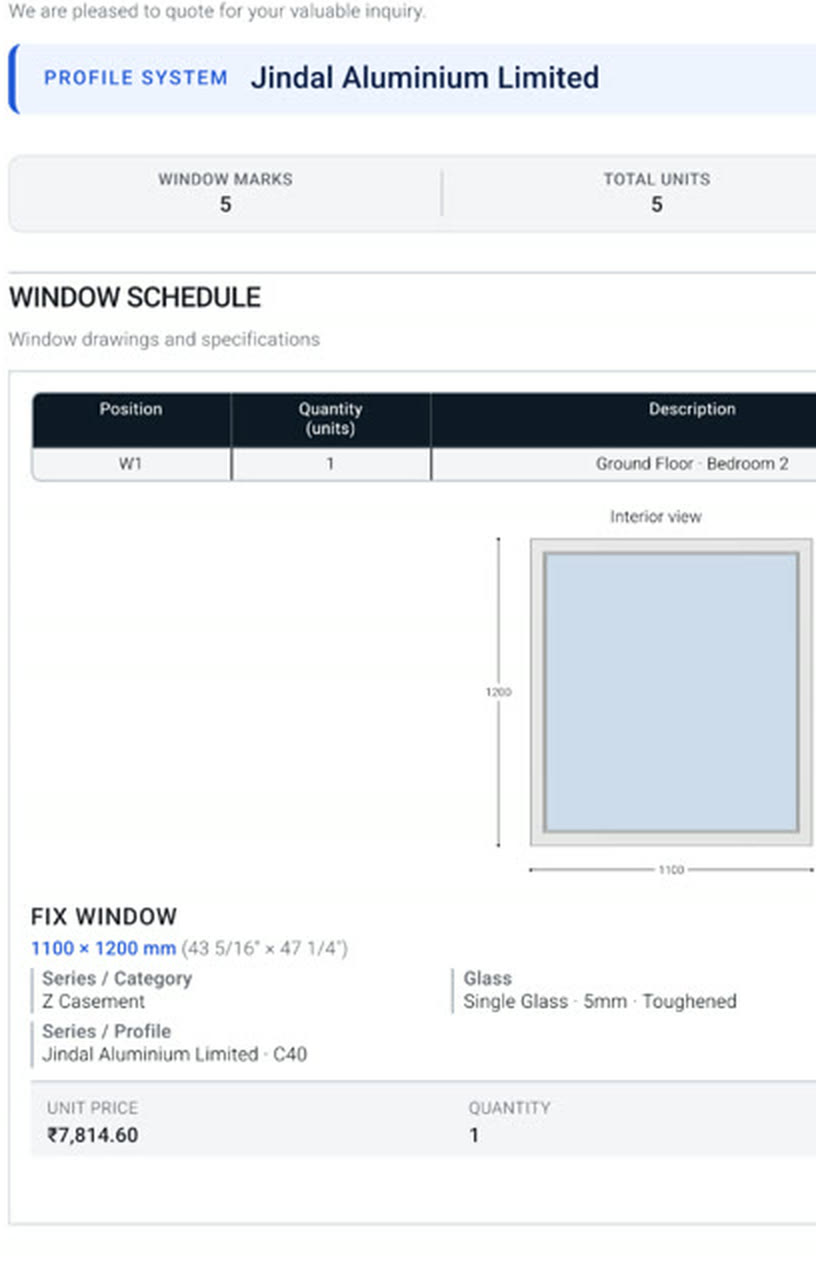 We are pleased to quote for your valuable inquiry.
PROFILE SYSTEM Jindal Aluminium Limited
WINDOW MARKS TOTAL UNITS
5 5
WINDOW SCHEDULE
Window drawings and specifications
Position Quantity (units) Description
W1 1 Ground Floor · Bedroom 2
Interior view
1200
1100
FIX WINDOW
1100 × 1200 mm (43 5/16" × 47 1/4")
Series / Category Glass
Z Casement Single Glass · 5mm · Toughened
Series / Profile
Jindal Aluminium Limited · C40
UNIT PRICE QUANTITY
₹7,814.60 1